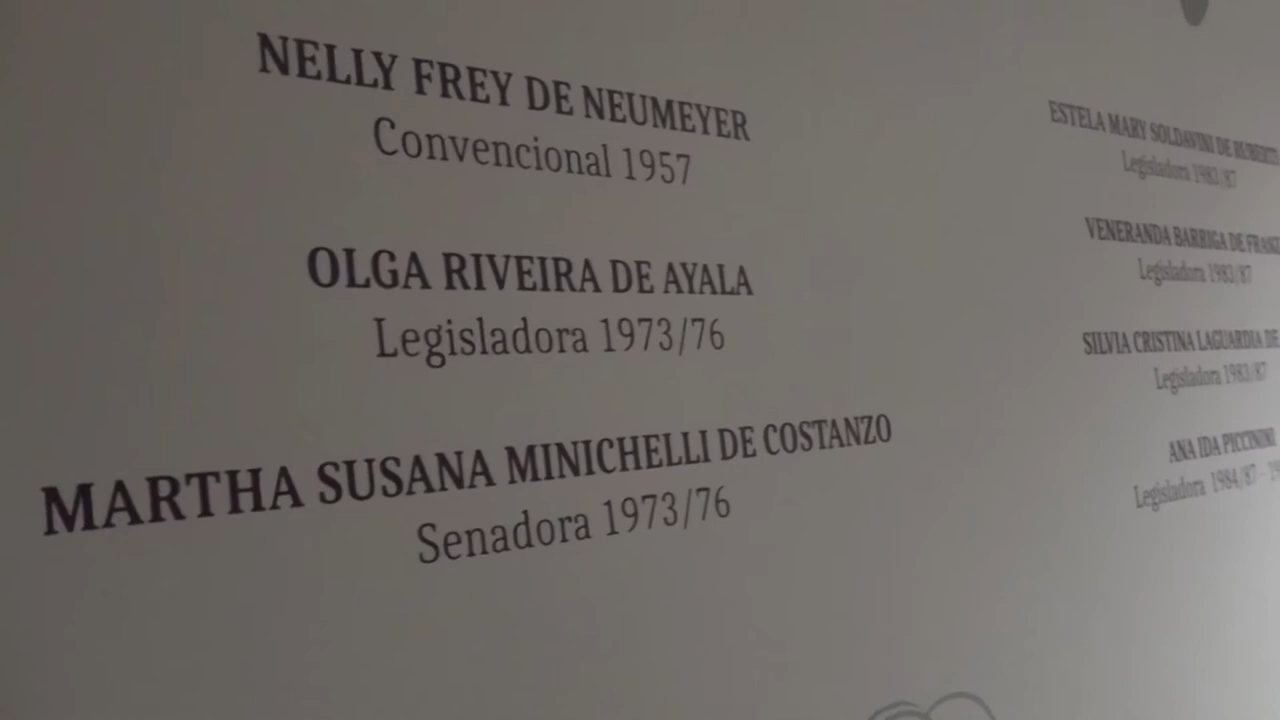 NELLY FREY DE NEUMEYER
Convencional 1957
OLGA RIVEIRA DE AYALA
Legisladora 1973/76
MARTHA SUSANA MINICHELLI DE COSTANZO
Senadora 1973/76
ESTELA MARY SOLDAVINI DE
Legisladora 1983/87
VENERANDA BARRIGA DE
Legisladora 1983/87
SILVIA CRISTINA LAGUARDIA DE
Legisladora 1983/87
ANA IDA PICCININI
Legisladora 1984/87 -